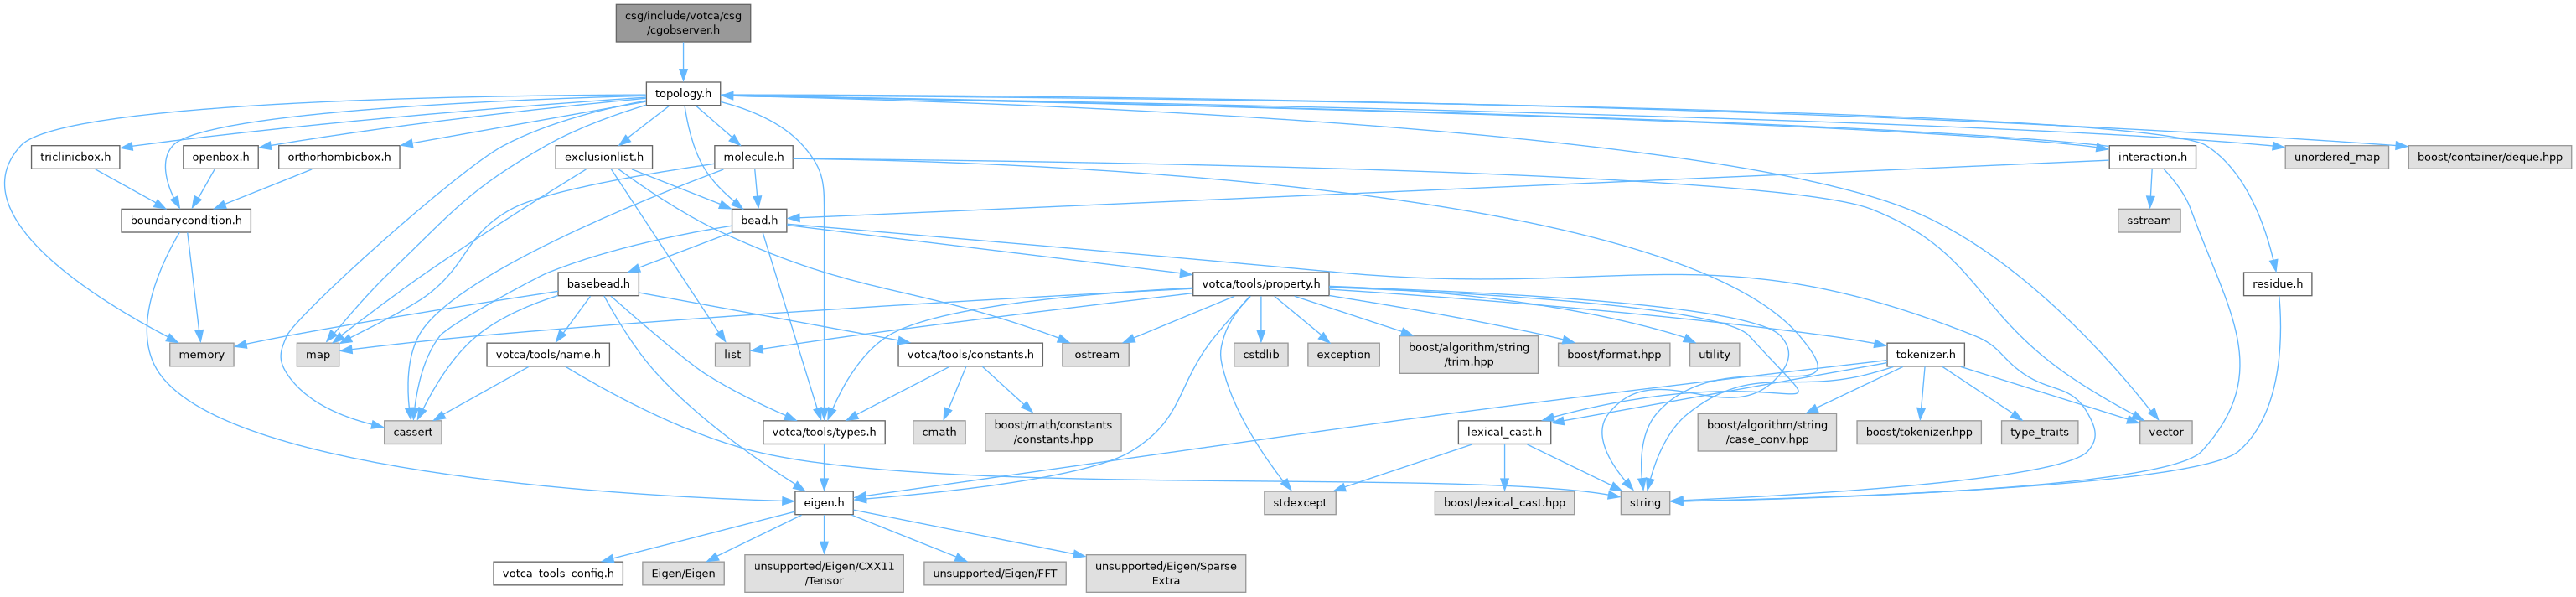 csg/include/votca/csg
/cgobserver.h
topology.h
triclinicbox.h
openbox.h
orthorhombicbox.h
exclusionlist.h
molecule.h
interaction.h
unordered_map
boost/container/deque.hpp
boundarycondition.h
bead.h
sstream
basebead.h
votca/tools/property.h
residue.h
memory
map
votca/tools/name.h
list
votca/tools/constants.h
iostream
cstdlib
exception
boost/algorithm/string
/trim.hpp
boost/format.hpp
utility
tokenizer.h
cassert
votca/tools/types.h
cmath
boost/math/constants
/constants.hpp
lexical_cast.h
boost/algorithm/string
/case_conv.hpp
boost/tokenizer.hpp
type_traits
vector
eigen.h
stdexcept
boost/lexical_cast.hpp
string
votca_tools_config.h
Eigen/Eigen
unsupported/Eigen/CXX11
/Tensor
unsupported/Eigen/FFT
unsupported/Eigen/Sparse
Extra